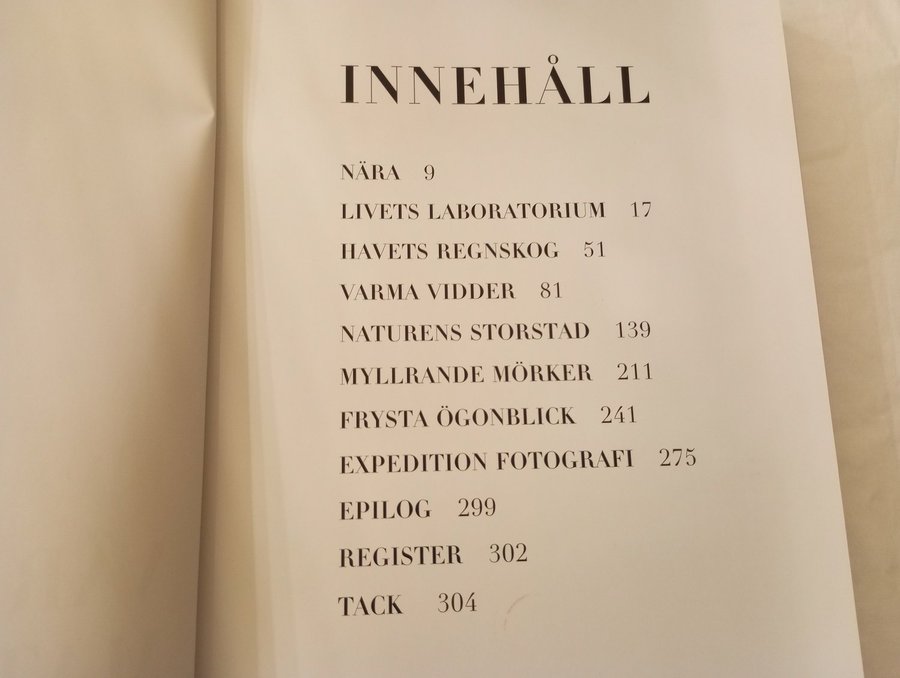 INNEHÅLL
NÄRA 9
LIVETS LABORATORIUM 17
HAVETS REGNSKOG 51
VARMA VIDDER 81
NATURENS STORSTAD 139
MYLLRANDE MÖRKER 211
FRYSTA ÖGONBLICK 241
EXPEDITION FOTOGRAFI 275
EPILOG 299
REGISTER 302
TACK 304